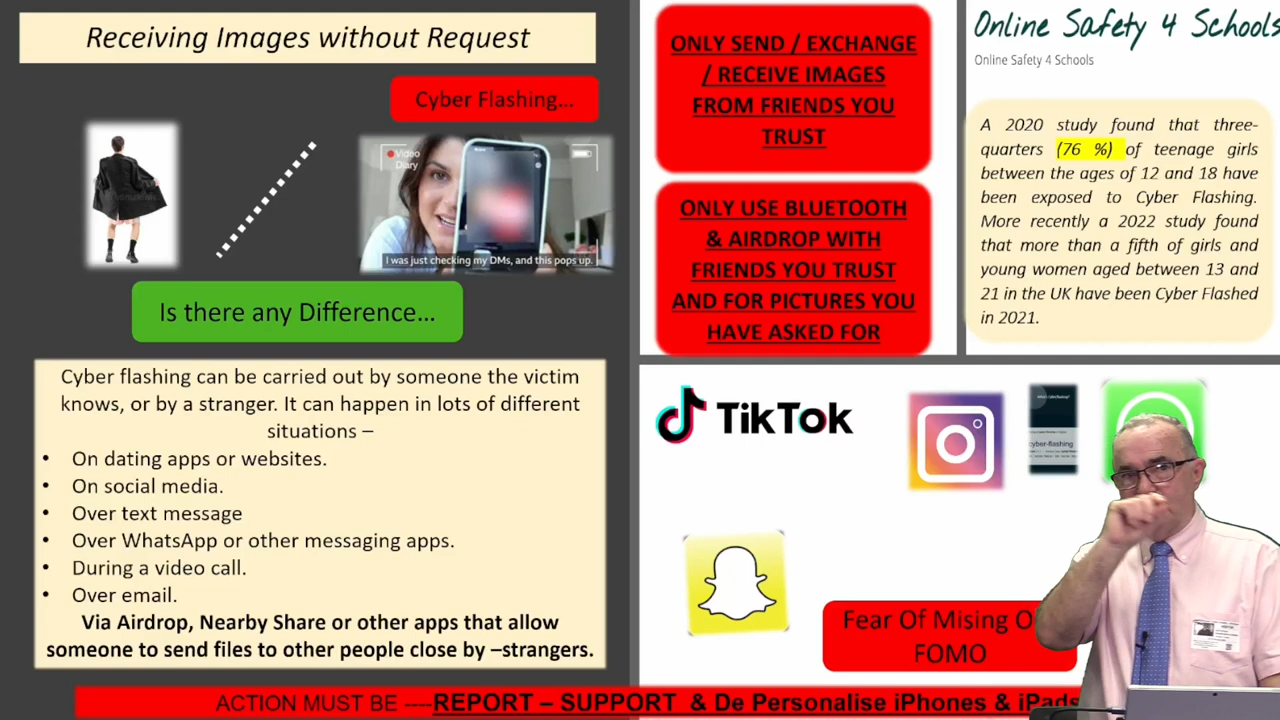 Receiving Images without Request
Cyber Flashing...
Video
Diary
I was just checking my DMs, and this pops up.
Is there any Difference...
Cyber flashing can be carried out by someone the victim
knows, or by a stranger. It can happen in lots of different
situations –
• On dating apps or websites.
• On social media.
• Over text message
• Over WhatsApp or other messaging apps.
• During a video call.
• Over email.
Via Airdrop, Nearby Share or other apps that allow
someone to send files to other people close by –strangers.
ONLY SEND / EXCHANGE
/ RECEIVE IMAGES
FROM FRIENDS YOU
TRUST
ONLY USE BLUETOOTH
& AIRDROP WITH
FRIENDS YOU TRUST
AND FOR PICTURES YOU
HAVE ASKED FOR
Online Safety 4 Schools
Online Safety 4 Schools
A 2020 study found that three-
quarters (76 %) of teenage girls
between the ages of 12 and 18 have
been exposed to Cyber Flashing.
More recently a 2022 study found
that more than a fifth of girls and
young women aged between 13 and
21 in the UK have been Cyber Flashed
in 2021.
TikTok
cyber-flashing
Fear Of Mising O
FOMO
ACTION MUST BE ----REPORT – SUPPORT & De Personalise iPhones & iPads